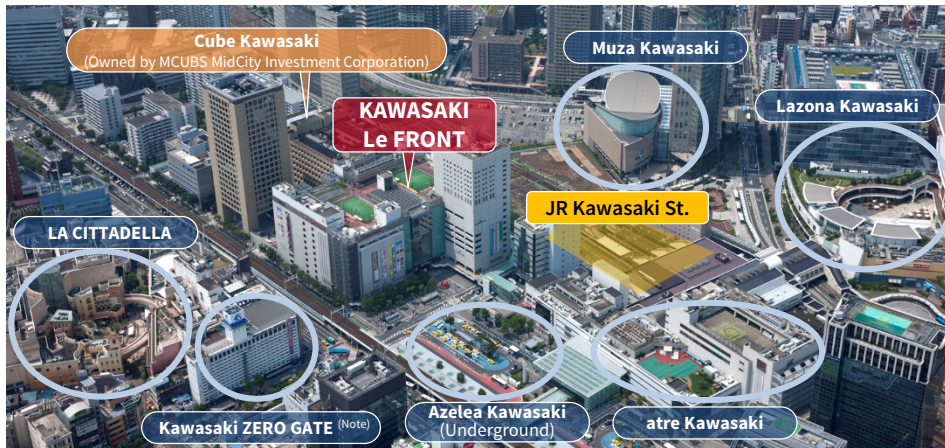 Cube Kawasaki
(Owned by MCUBS MidCity Investment Corporation)
Muza Kawasaki
KAWASAKI
Le FRONT
Lazona Kawasaki
JR Kawasaki St.
LA CITTADELLA
Kawasaki ZERO GATE (Note)
Azelea Kawasaki
(Underground)
atre Kawasaki